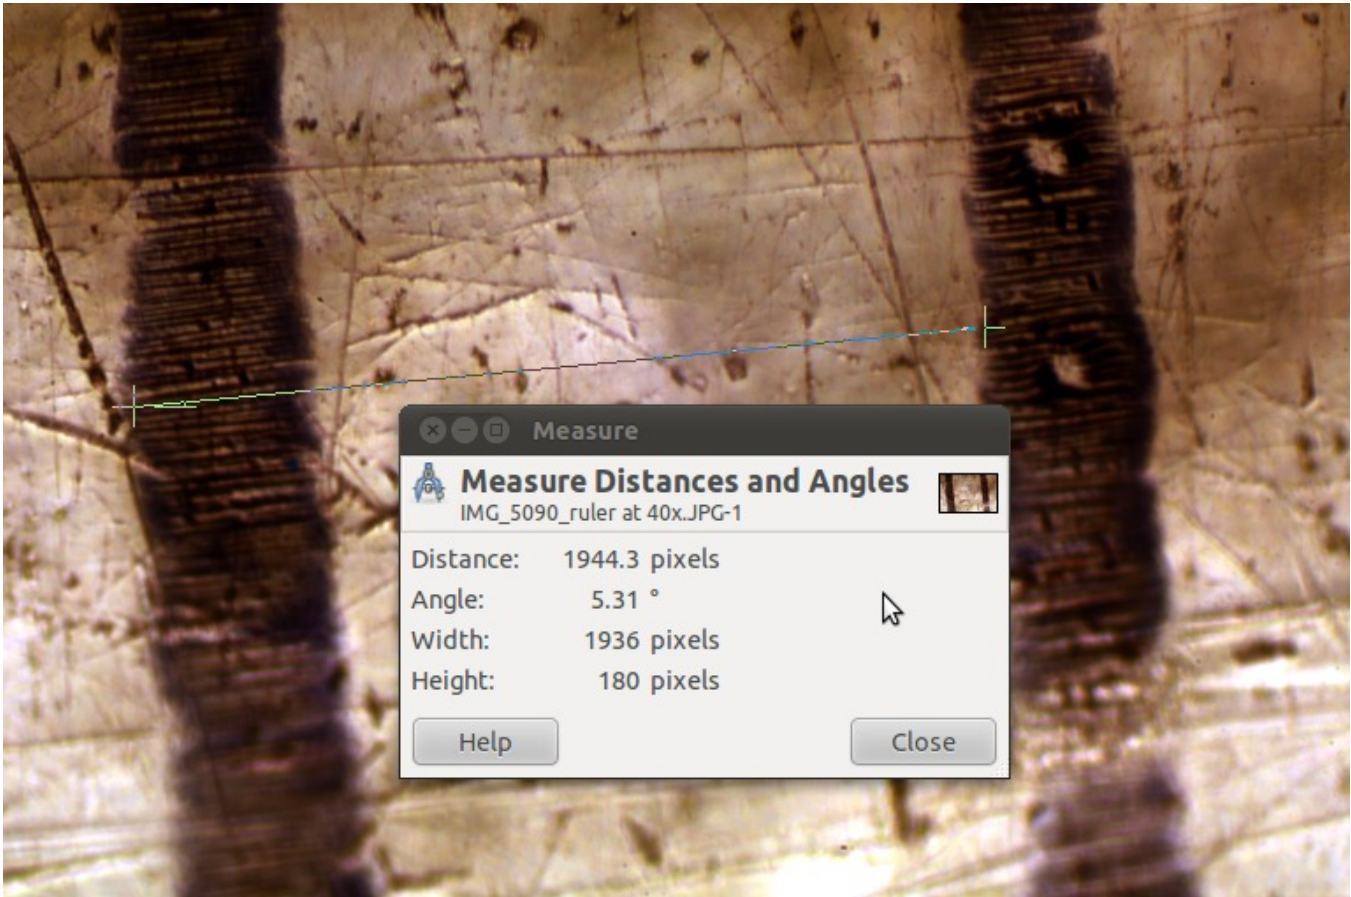 Measure
Measure Distances and Angles
IMG_5090_ruler at 40x.JPG-1
Distance: 1944.3 pixels
Angle: 5.31 °
Width: 1936 pixels
Height: 180 pixels
Help Close